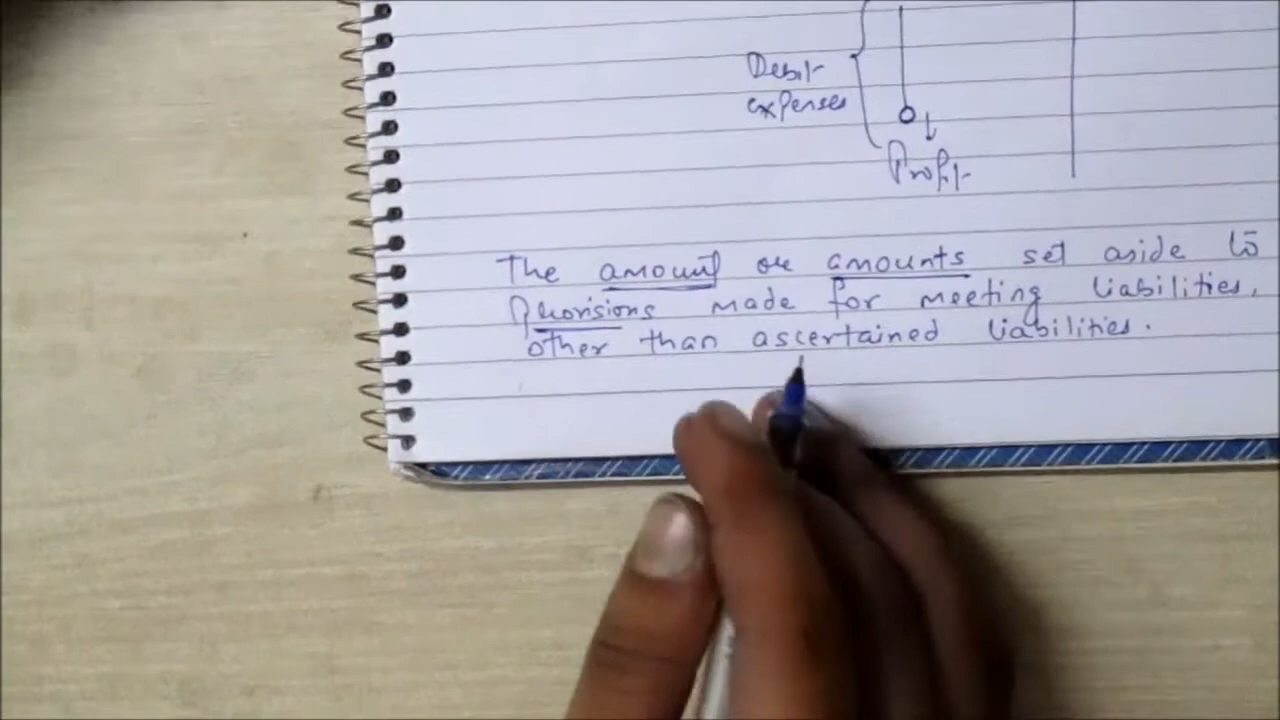 Debit
expenses
Profit
The amount or amounts set aside to
Provisions made for meeting liabilities,
other than ascertained liabilities.